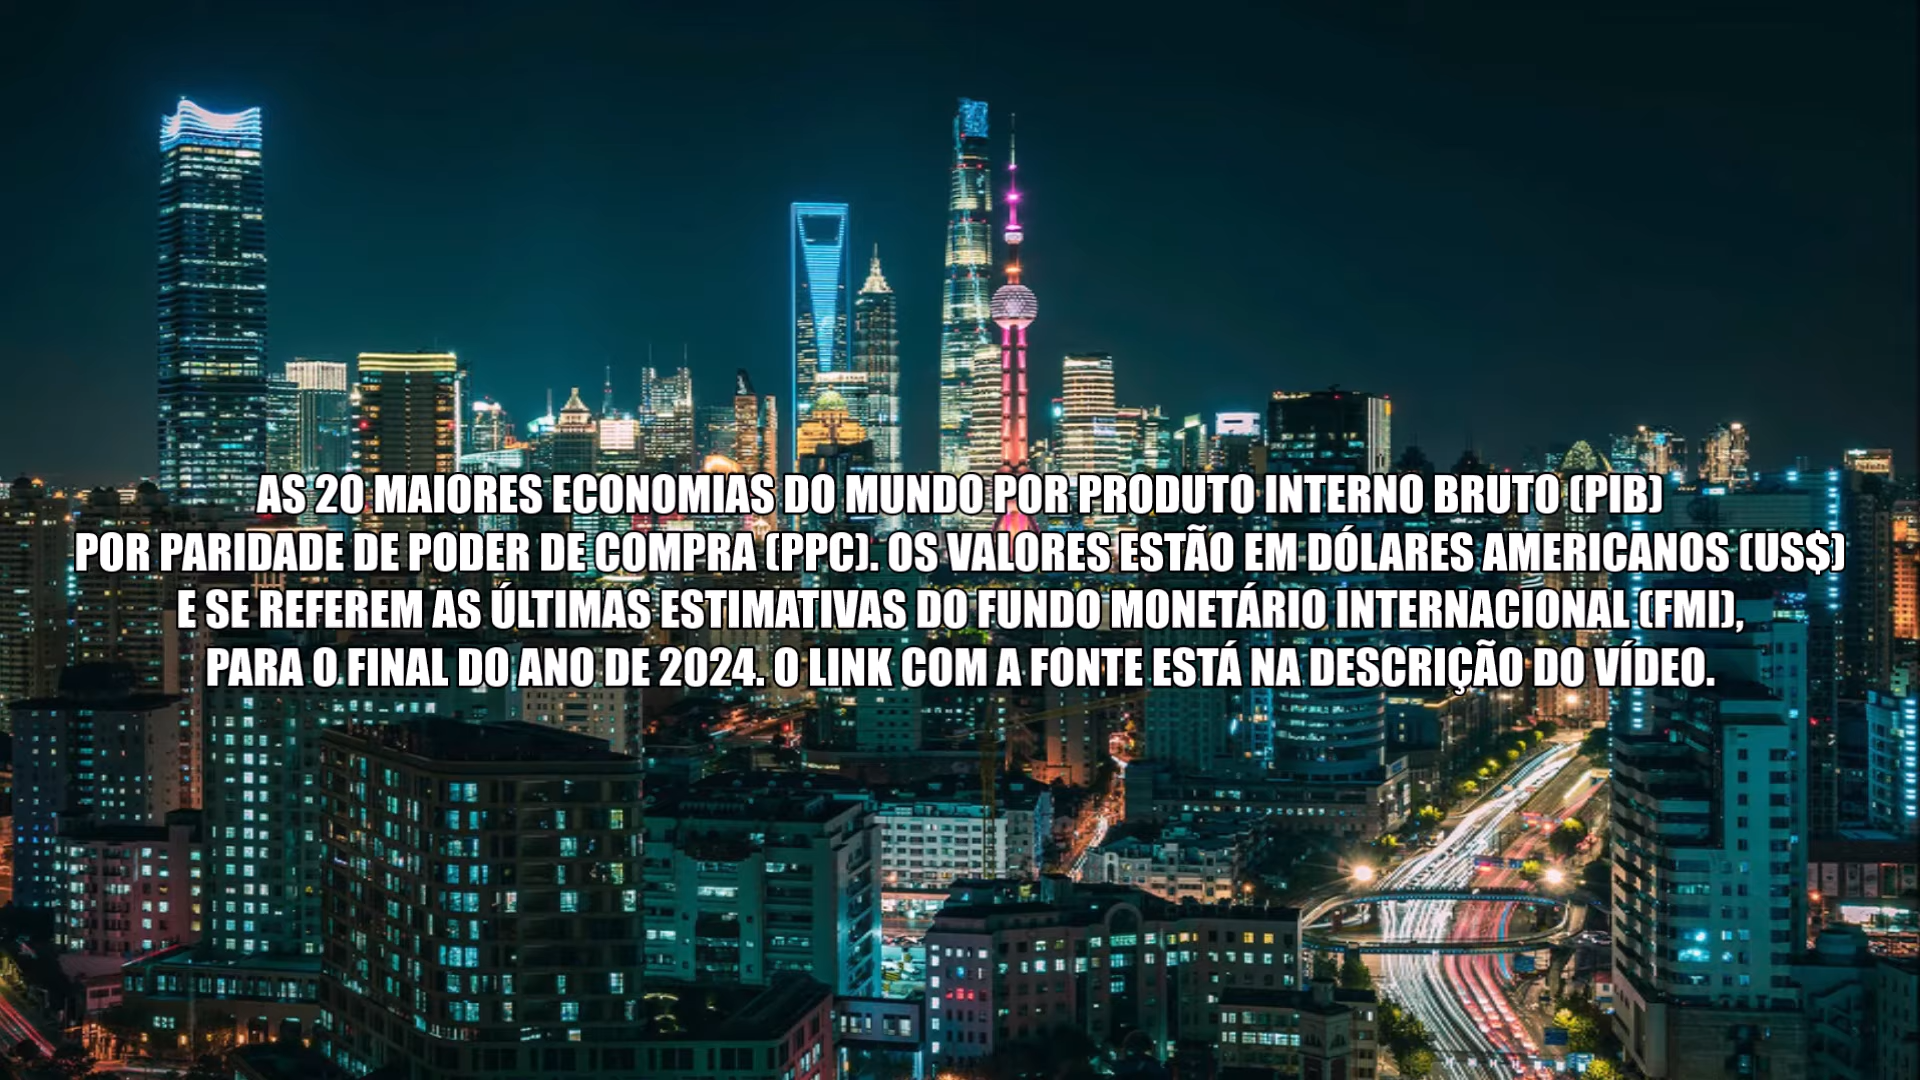 AS 20 MAIORES ECONOMIAS DO MUNDO POR PRODUTO INTERNO BRUTO (PIB)
POR PARIDADE DE PODER DE COMPRA (PPC). OS VALORES ESTÃO EM DÓLARES AMERICANOS (US$)
E SE REFEREM AS ÚLTIMAS ESTIMATIVAS DO FUNDO MONETÁRIO INTERNACIONAL (FMI),
PARA O FINAL DO ANO DE 2024. O LINK COM A FONTE ESTÁ NA DESCRIÇÃO DO VÍDEO.